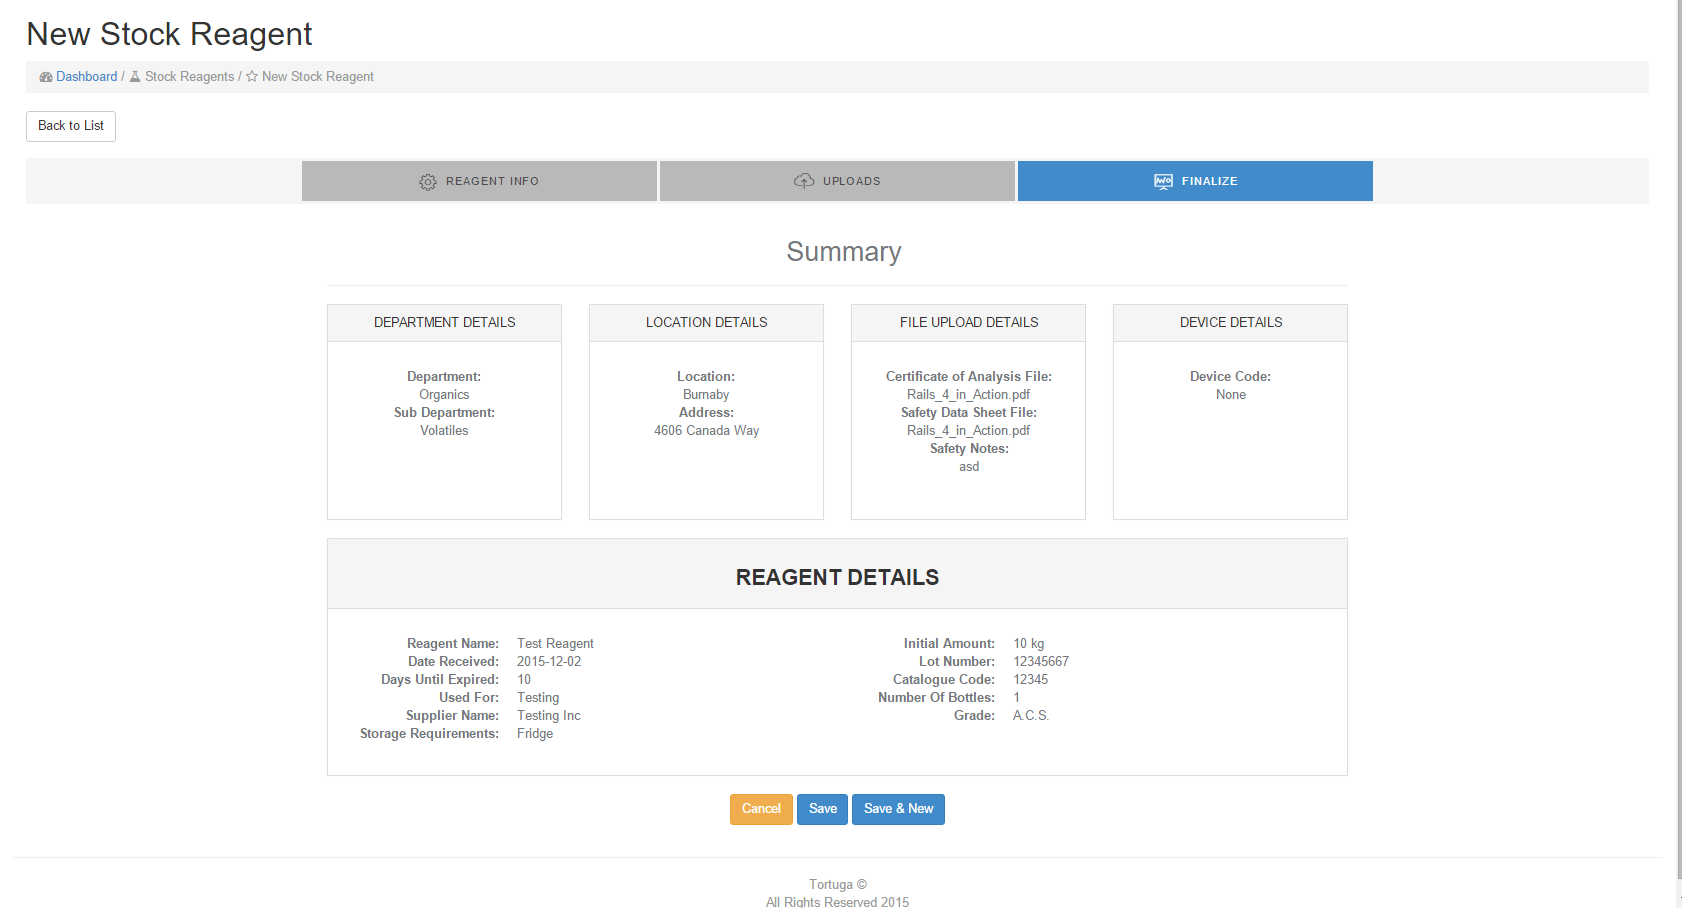 New Stock Reagent
Dashboard / Stock Reagents / New Stock Reagent
Back to List
REAGENT INFO
UPLOADS
FINALIZE
Summary
DEPARTMENT DETAILS
Department:
Organics
Sub Department:
Volatiles
LOCATION DETAILS
Location:
Burnaby
Address:
4606 Canada Way
FILE UPLOAD DETAILS
Certificate of Analysis File:
Rails_4_in_Action.pdf
Safety Data Sheet File:
Rails_4_in_Action.pdf
Safety Notes:
asd
DEVICE DETAILS
Device Code:
None
REAGENT DETAILS
Reagent Name: Test Reagent
Date Received: 2015-12-02
Days Until Expired: 10
Used For: Testing
Supplier Name: Testing Inc
Storage Requirements: Fridge
Initial Amount: 10 kg
Lot Number: 12345667
Catalogue Code: 12345
Number Of Bottles: 1
Grade: A.C.S.
Cancel
Save
Save & New
Tortuga ©
All Rights Reserved 2015